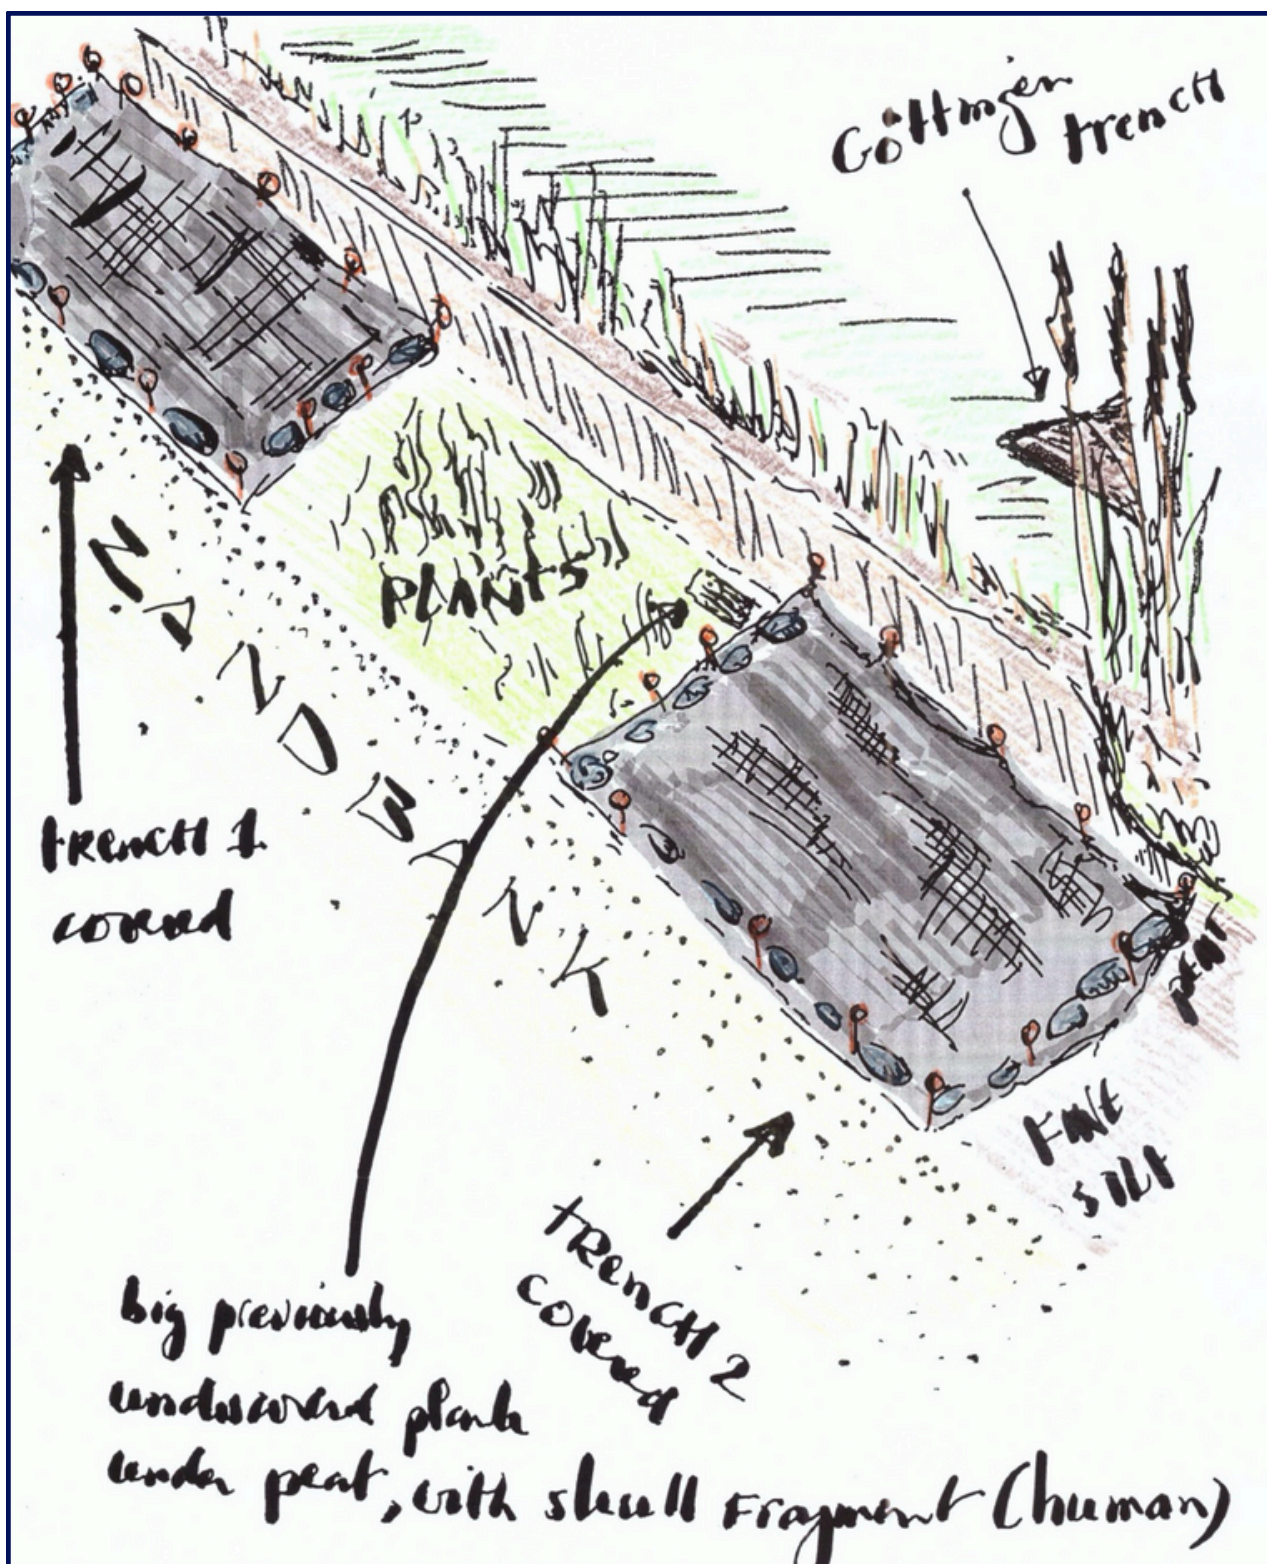 Göttingen
trench
PLANTS
NANOBANK
TRENCH 1
covered
PEAT
FINE
SILT
TRENCH 2
covered
big previously
undiscovered plank
under peat, with skull fragment (human)